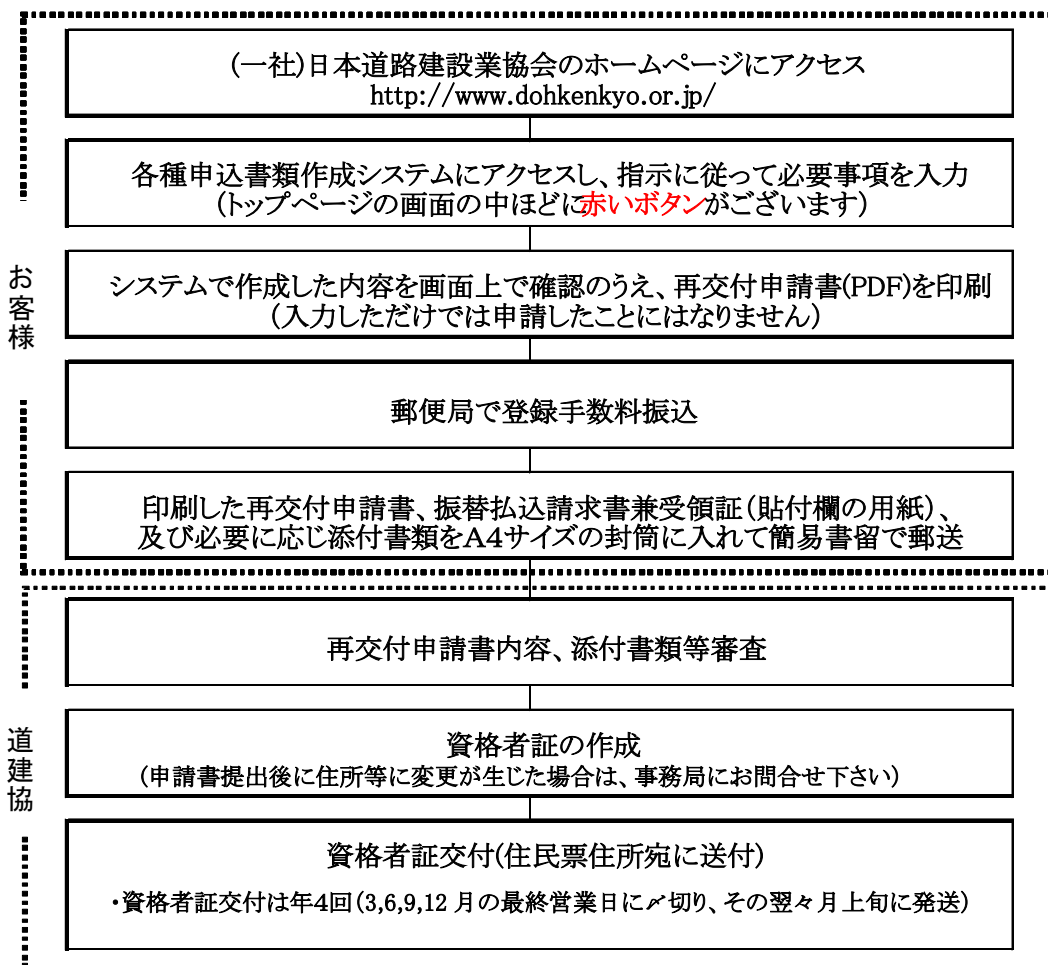 (一社)日本道路建設業協会のホームページにアクセス
http://www.dohkenkyo.or.jp/
各種申込書類作成システムにアクセスし、指示に従って必要事項を入力
(トップページの画面の中ほどに赤いボタンがございます)
システムで作成した内容を画面上で確認のうえ、再交付申請書(PDF)を印刷
(入力しただけでは申請したことにはなりません)
お客様
郵便局で登録手数料振込
印刷した再交付申請書、振替払込請求書兼受領証(貼付欄の用紙)、
及び必要に応じ添付書類をA4サイズの封筒に入れて簡易書留で郵送
再交付申請書内容、添付書類等審査
道建協
資格者証の作成
(申請書提出後に住所等に変更が生じた場合は、事務局にお問合せ下さい)
資格者証交付(住民票住所宛に送付)
・資格者証交付は年4回(3,6,9,12 月の最終営業日に〆切り、その翌々月上旬に発送)